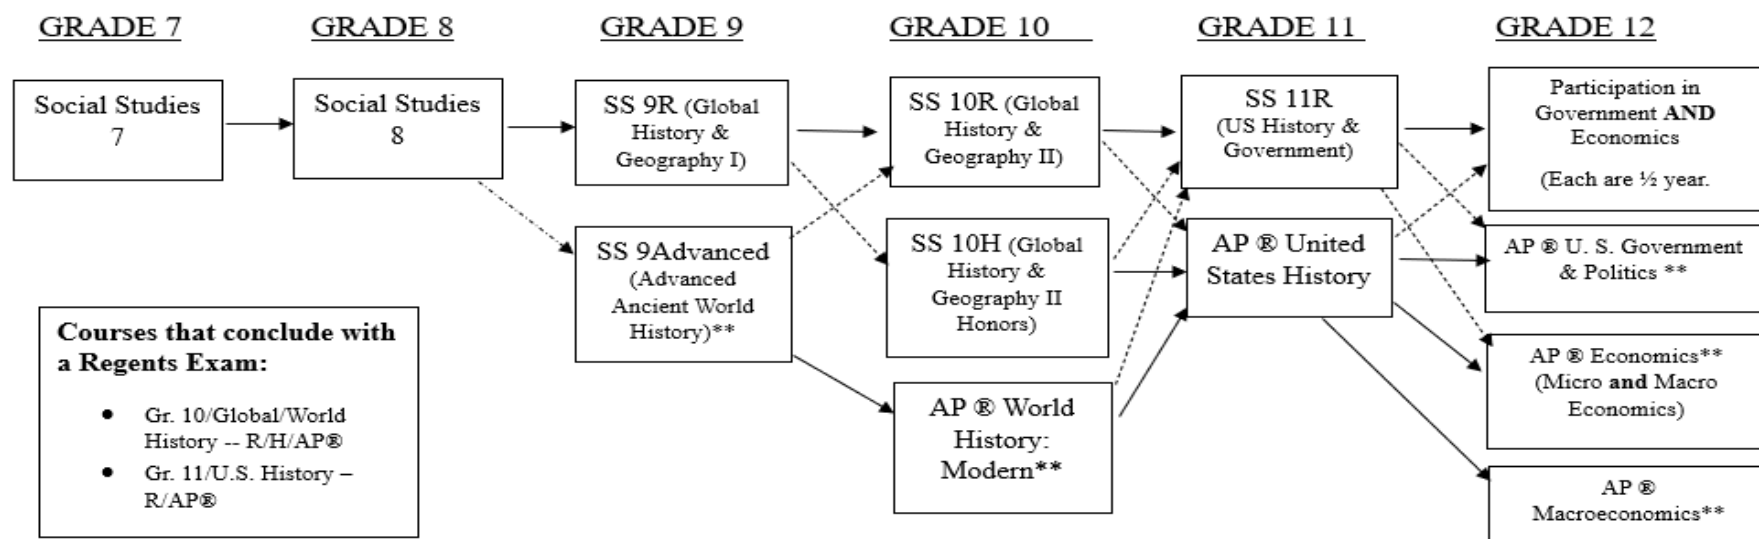 GRADE 7
GRADE 8
GRADE 9
GRADE 10
GRADE 11
GRADE 12
Social Studies
7
Social Studies
8
SS 9R (Global
History &
Geography I)
SS 9Advanced
(Advanced
Ancient World
History)**
SS 10R (Global
History &
Geography II)
SS 10H (Global
History &
Geography II
Honors)
AP ® World
History:
Modern**
SS 11R
(US History &
Government)
AP ® United
States History
Participation in
Government AND
Economics
(Each are ½ year.
AP ® U. S. Government
& Politics **
AP ® Economics**
(Micro and Macro
Economics)
AP ®
Macroeconomics**
Courses that conclude with
a Regents Exam:
• Gr. 10/Global/World
History -- R/H/AP®
• Gr. 11/U.S. History –
R/AP®